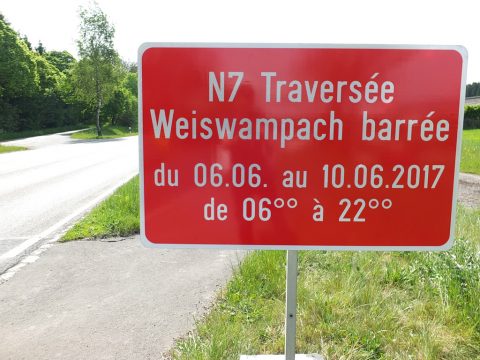 N7 Traversée
Weiswampach barrée
du 06.06. au 10.06.2017
de 06°° à 22°°